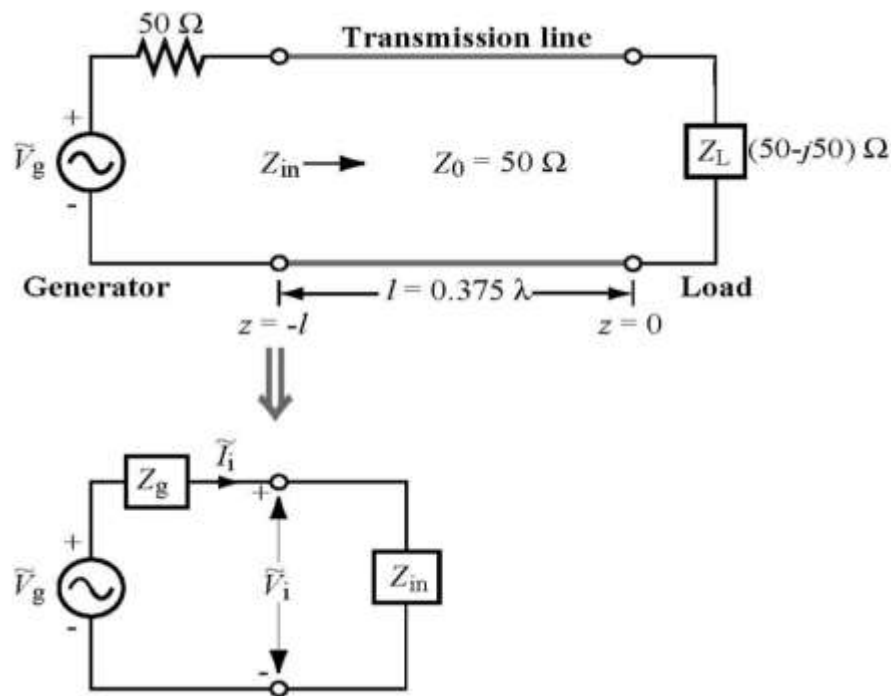 50 Ω
Transmission line
+
Ṽg
-
Zin
Z0 = 50 Ω
ZL
(50-j50) Ω
Generator
l = 0.375 λ
Load
z = -l
z = 0
Ĩi
Zg
+
+
Ṽg
-
Ṽi
Zin
-